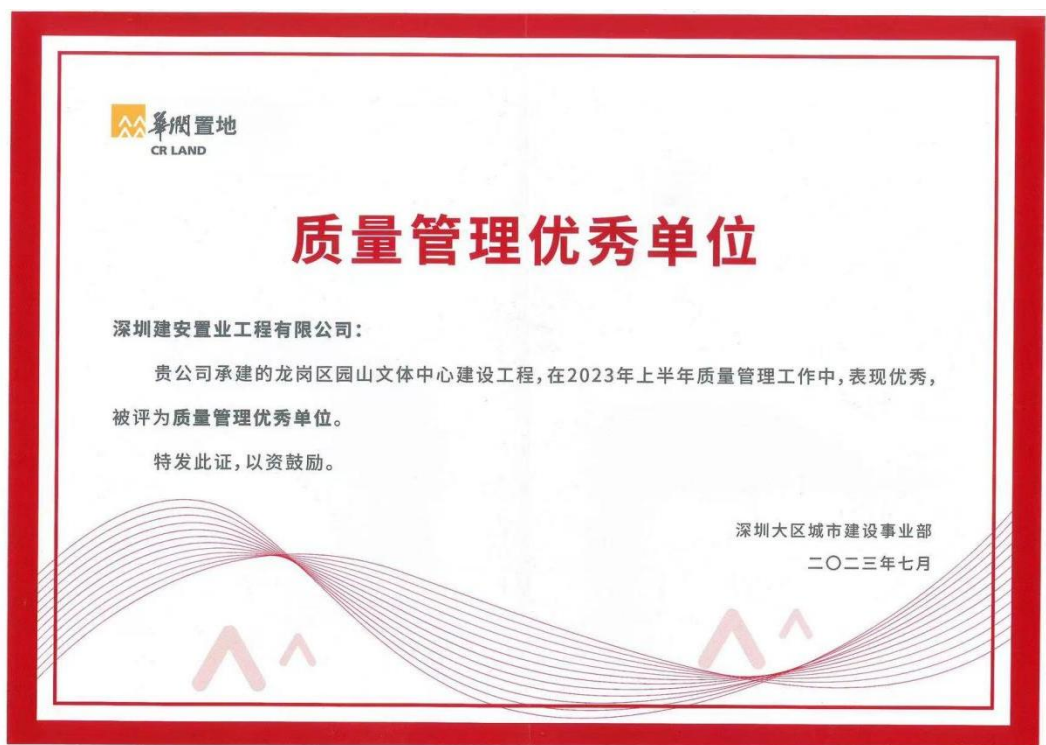 華潤置地
CR LAND
质量管理优秀单位
深圳建安置业工程有限公司：
贵公司承建的龙岗区园山文体中心建设工程，在2023年上半年质量管理工作中，表现优秀，
被评为质量管理优秀单位。
特发此证，以资鼓励。
深圳大区城市建设事业部
二〇二三年七月